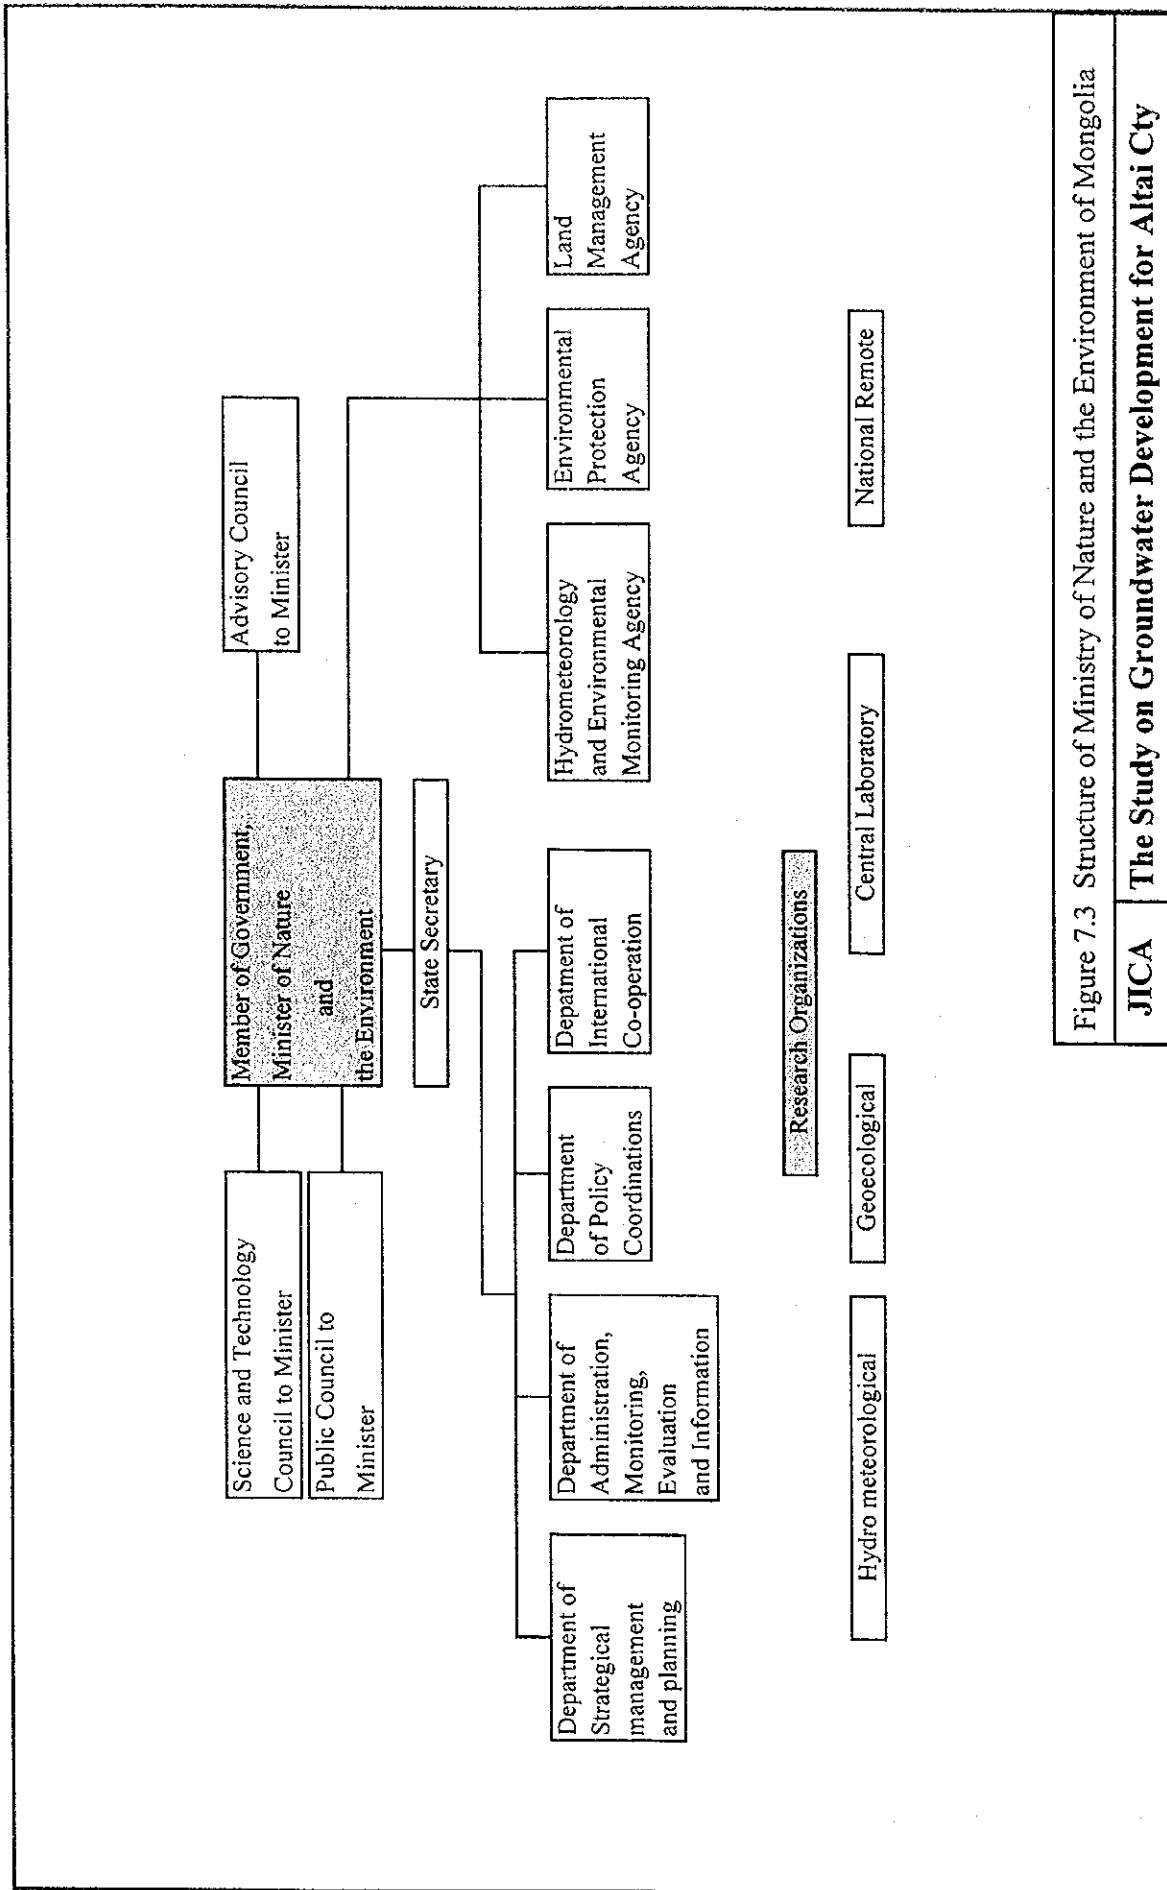 Science and Technology
Council to Minister
Public Council to
Minister
Member of Government,
Minister of Nature
and
the Environment
Advisory Council
to Minister
State Secretary
Department of
Strategical
management
and planning
Department of
Administration,
Monitoring,
Evaluation
and Information
Department
of Policy
Coordinations
Depatment of
International
Co-operation
Hydrometeorology
and Environmental
Monitoring Agency
Environmental
Protection
Agency
Land
Management
Agency
Research Organizations
Hydro meteorological
Geoecological
Central Laboratory
National Remote
Figure 7.3 Structure of Ministry of Nature and the Environment of Mongolia
JICA
The Study on Groundwater Development for Altai Cty